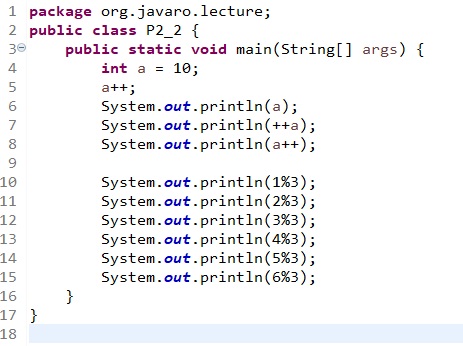 1 package org.javaro.lecture;
2 public class P2_2 {
3 public static void main(String[] args) {
4 int a = 10;
5 a++;
6 System.out.println(a);
7 System.out.println(++a);
8 System.out.println(a++);
9
10 System.out.println(1%3);
11 System.out.println(2%3);
12 System.out.println(3%3);
13 System.out.println(4%3);
14 System.out.println(5%3);
15 System.out.println(6%3);
16 }
17 }
18